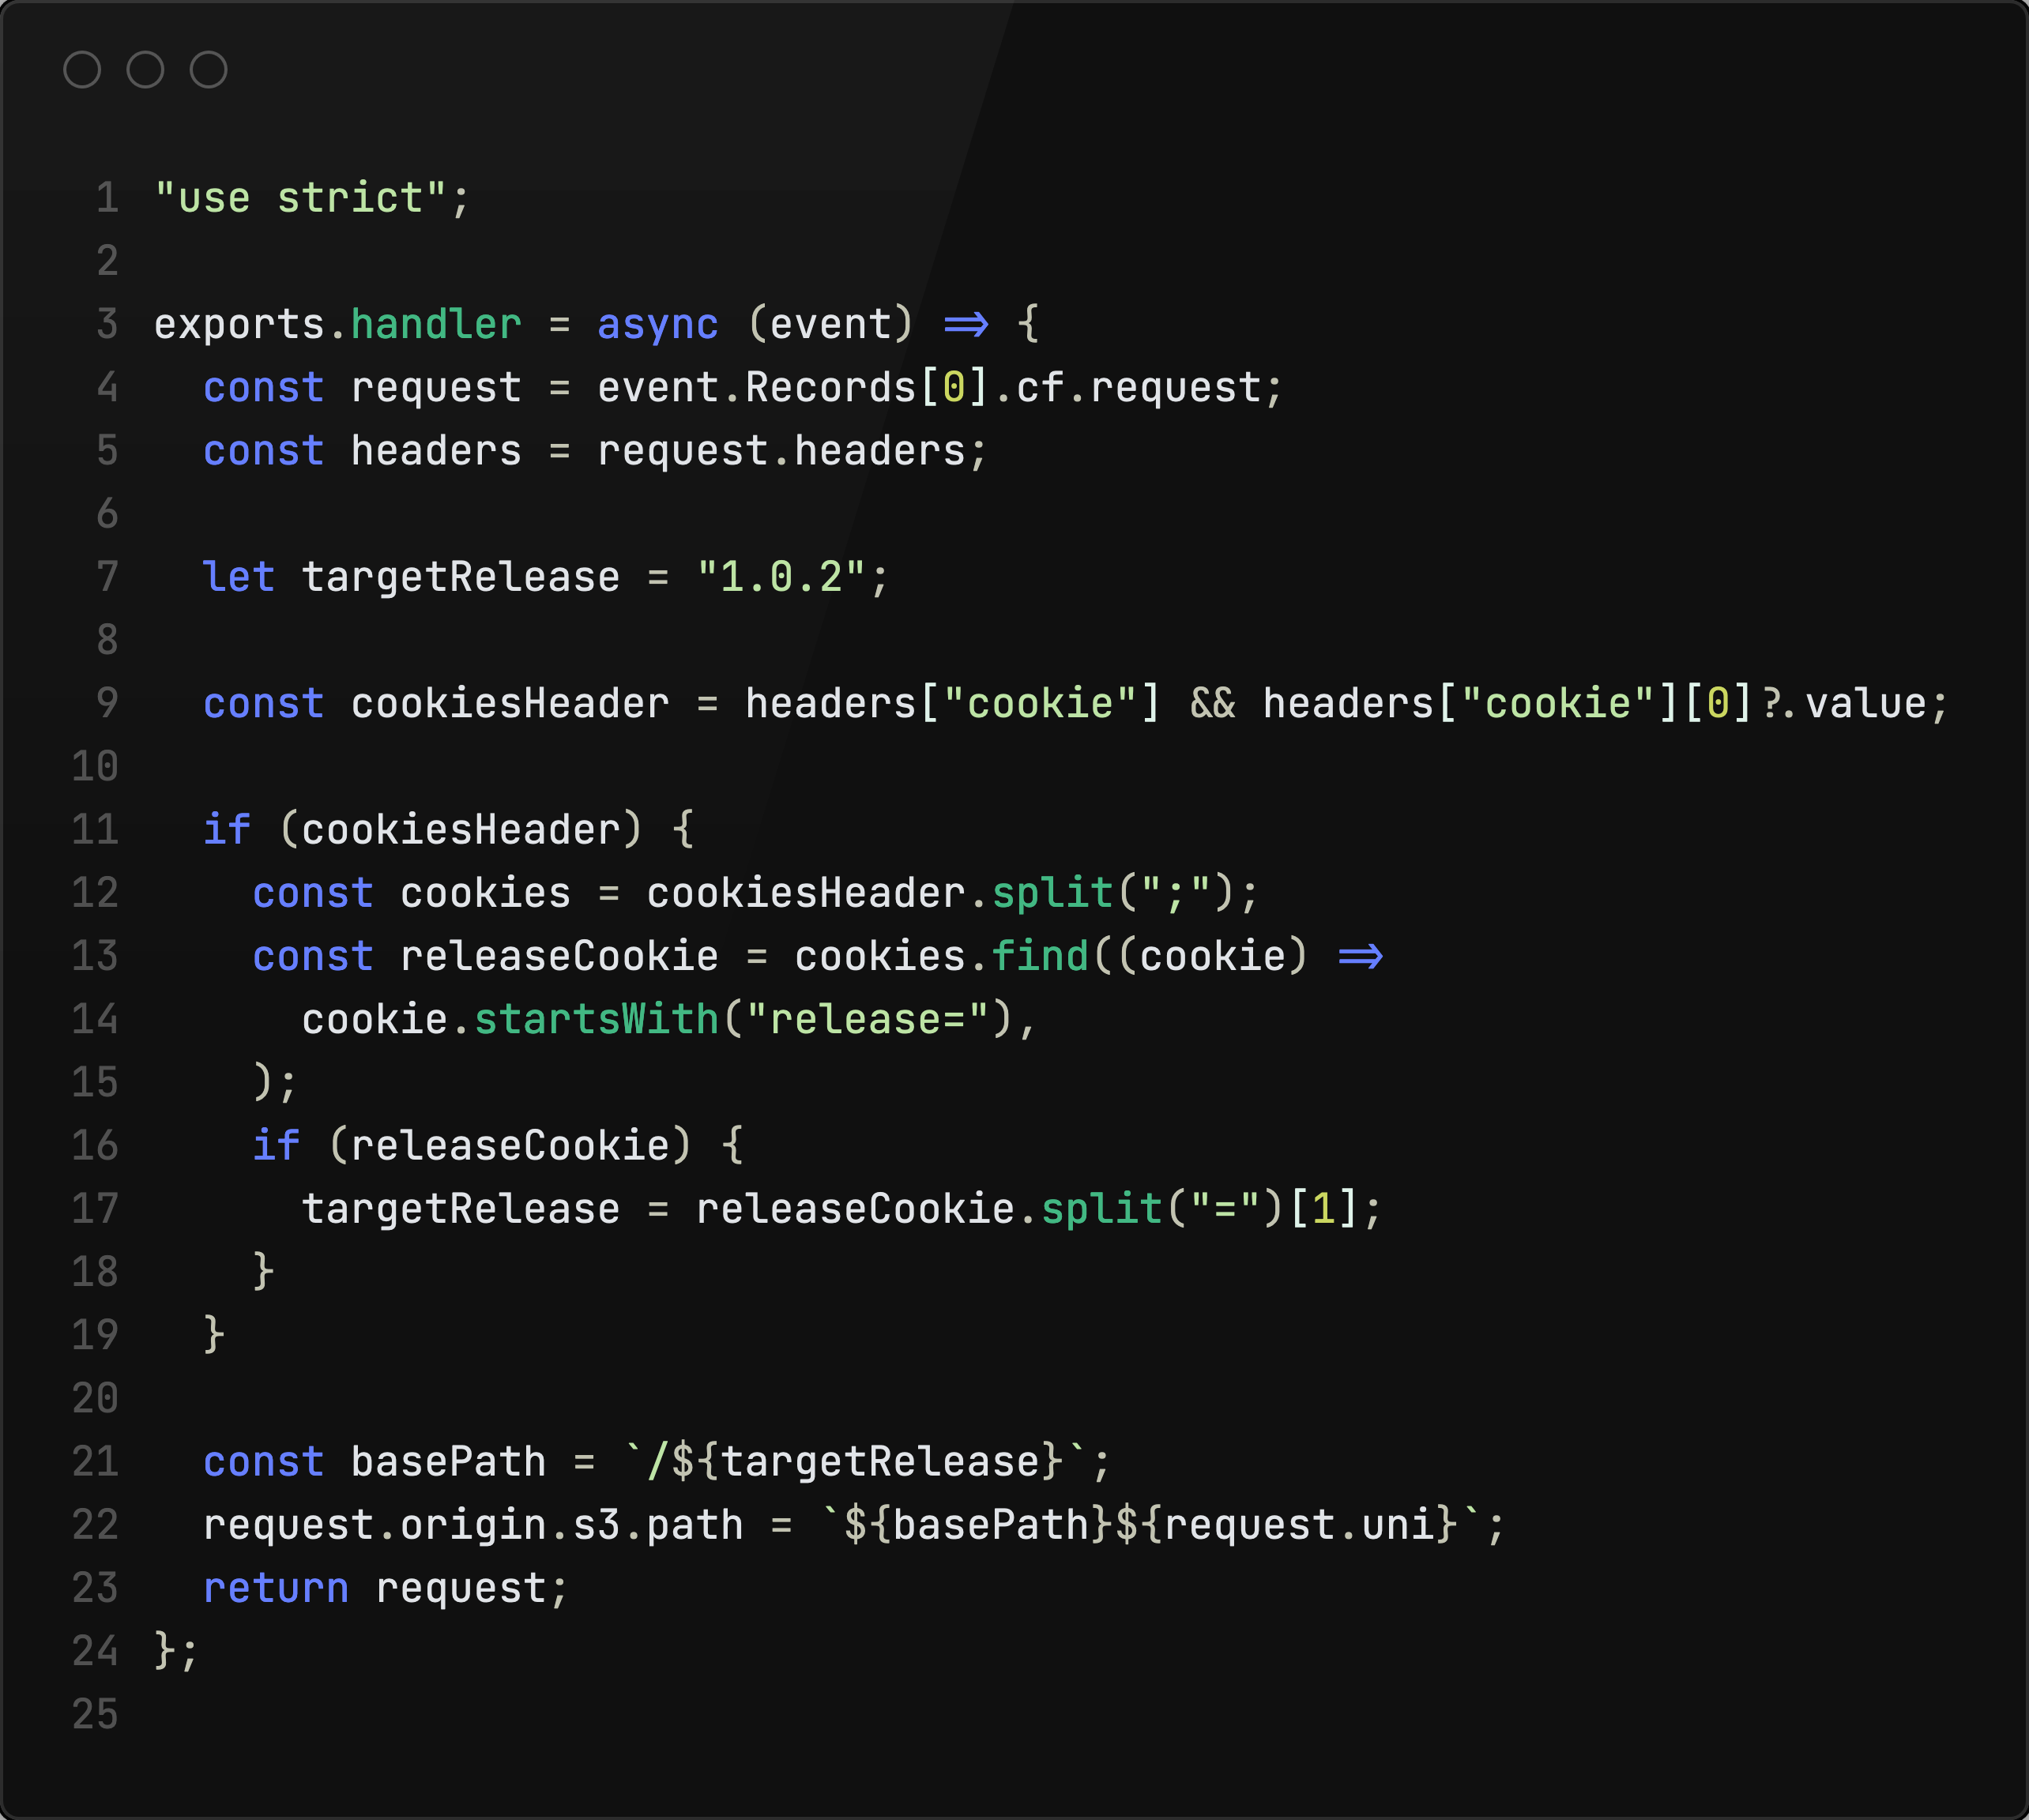 1 "use strict";
2
3 exports.handler = async (event) => {
4   const request = event.Records[0].cf.request;
5   const headers = request.headers;
6
7   let targetRelease = "1.0.2";
8
9   const cookiesHeader = headers["cookie"] && headers["cookie"][0]?.value;
10
11   if (cookiesHeader) {
12     const cookies = cookiesHeader.split(";");
13     const releaseCookie = cookies.find((cookie) =>
14       cookie.startsWith("release="),
15     );
16     if (releaseCookie) {
17       targetRelease = releaseCookie.split("=")[1];
18     }
19   }
20
21   const basePath = `/${targetRelease}`;
22   request.origin.s3.path = `${basePath}${request.uni}`;
23   return request;
24 };
25